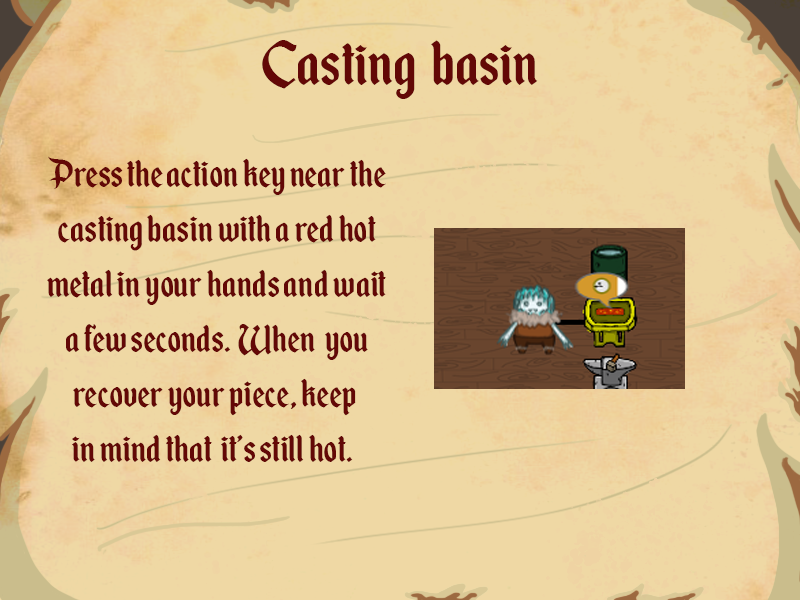 Casting basin
Press the action key near the
casting basin with a red hot
metal in your hands and wait
a few seconds. When you
recover your piece, keep
in mind that it's still hot.